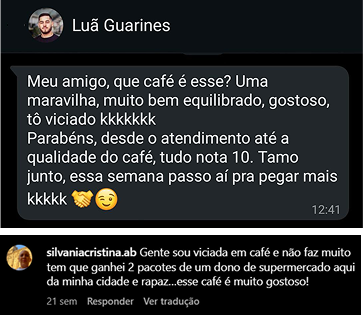 Luã Guarines
Meu amigo, que café é esse? Uma
maravilha, muito bem equilibrado, gostoso,
tô viciado kkkkkkk
Parabéns, desde o atendimento até a
qualidade do café, tudo nota 10. Tamo
junto, essa semana passo aí pra pegar mais
kkkkk 🤝😉
12:41
silvaniacristina.ab Gente sou viciada em café e não faz muito
tem que ganhei 2 pacotes de um dono de supermercado aqui
da minha cidade e rapaz...esse café é muito gostoso!
21 sem Responder Ver tradução